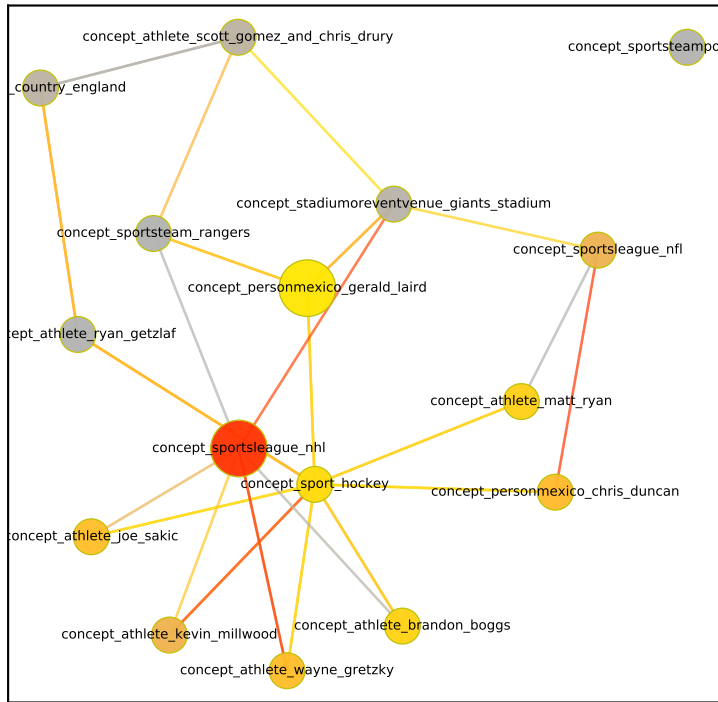 concept_athlete_scott_gomez_and_chris_drury
concept_sportsteampo
_country_england
concept_stadiumoreventvenue_giants_stadium
concept_sportsteam_rangers
concept_sportsleague_nfl
concept_personmexico_gerald_laird
cept_athlete_ryan_getzlaf
concept_athlete_matt_ryan
concept_sportsleague_nhl
concept_sport_hockey
concept_personmexico_chris_duncan
concept_athlete_joe_sakic
concept_athlete_brandon_boggs
concept_athlete_kevin_millwood
concept_athlete_wayne_gretzky